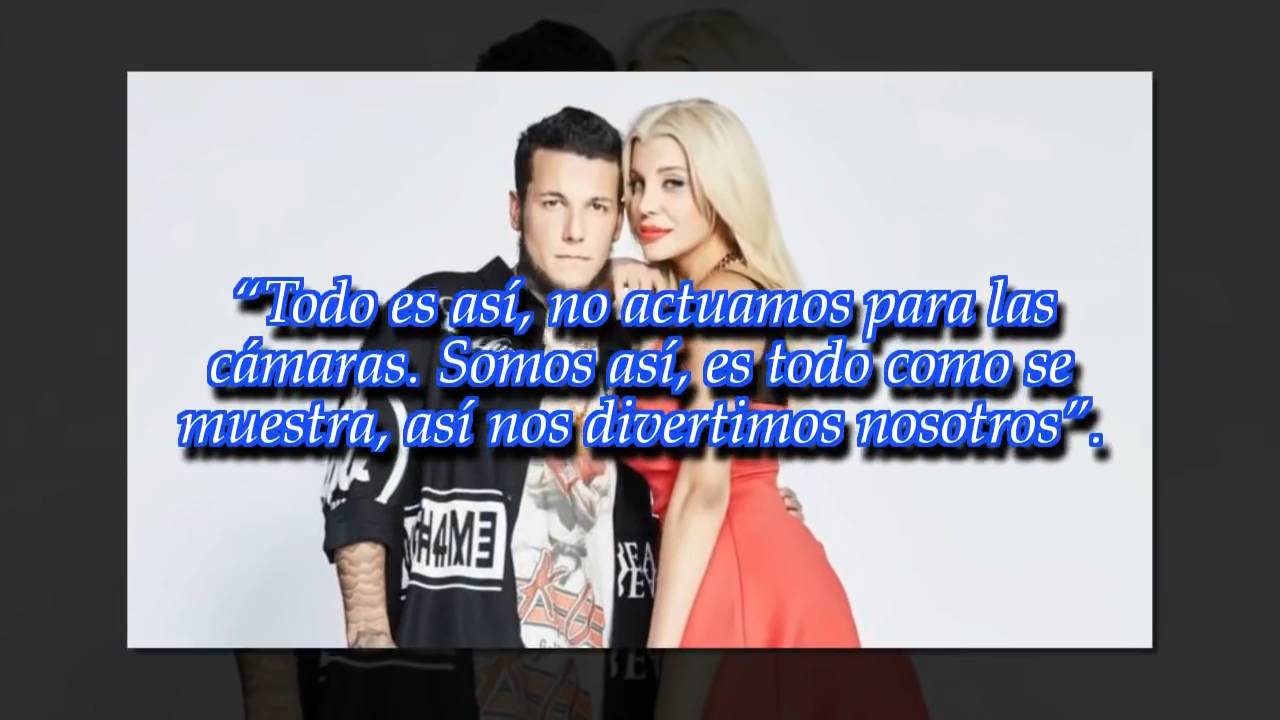 “Todo es así, no actuamos para las
cámaras. Somos así, es todo como se
muestra, así nos divertimos nosotros”.